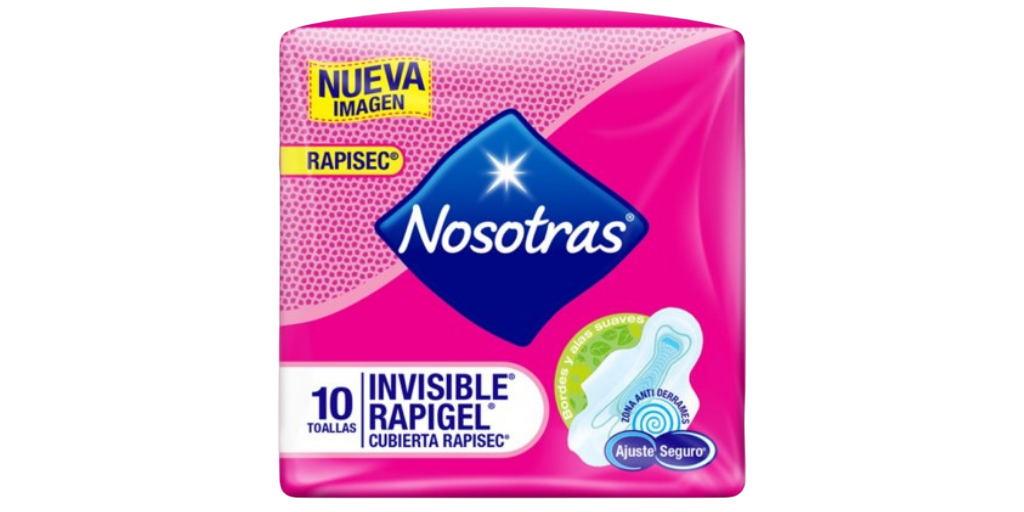 NUEVA
IMAGEN
RAPISEC®
Nosotras®
Bordes y alas suaves
ZONA ANTI DERRAMES
Ajuste Seguro®
10
TOALLAS
INVISIBLE®
RAPIGEL®
CUBIERTA RAPISEC®